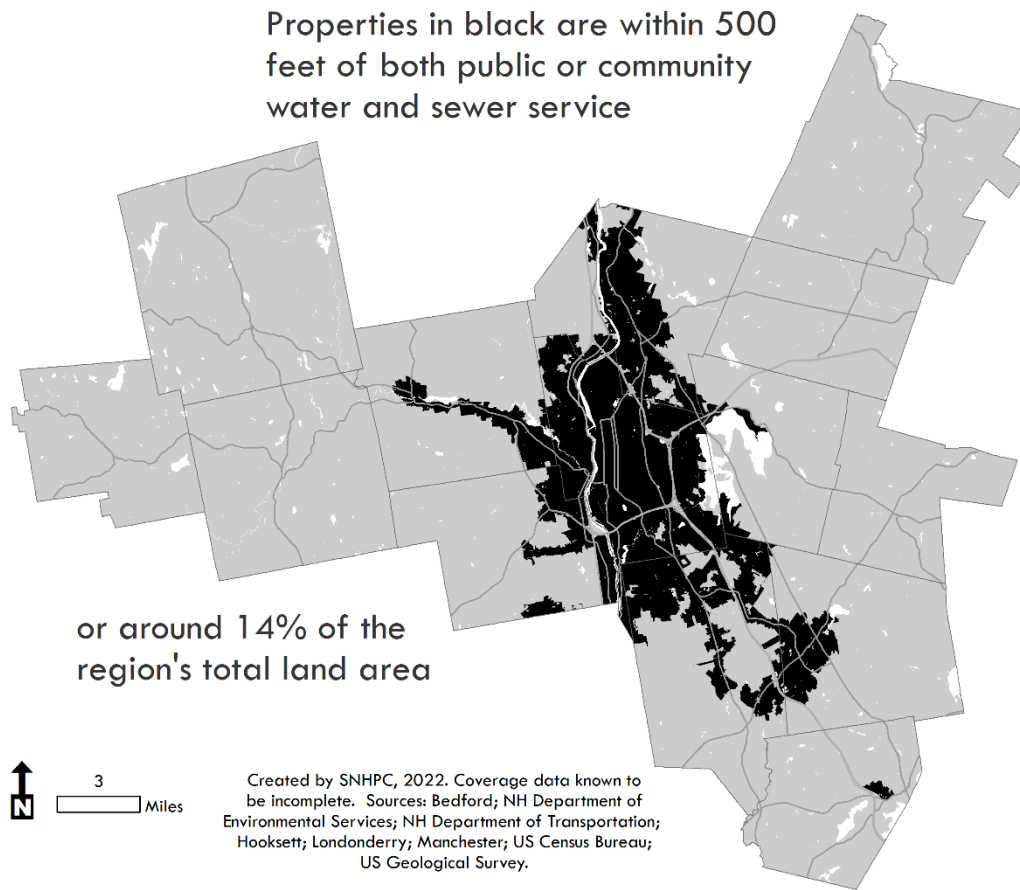 Properties in black are within 500
feet of both public or community
water and sewer service
or around 14% of the
region's total land area
N
3
Miles
Created by SNHPC, 2022. Coverage data known to
be incomplete. Sources: Bedford; NH Department of
Environmental Services; NH Department of Transportation;
Hooksett; Londonderry; Manchester; US Census Bureau;
US Geological Survey.